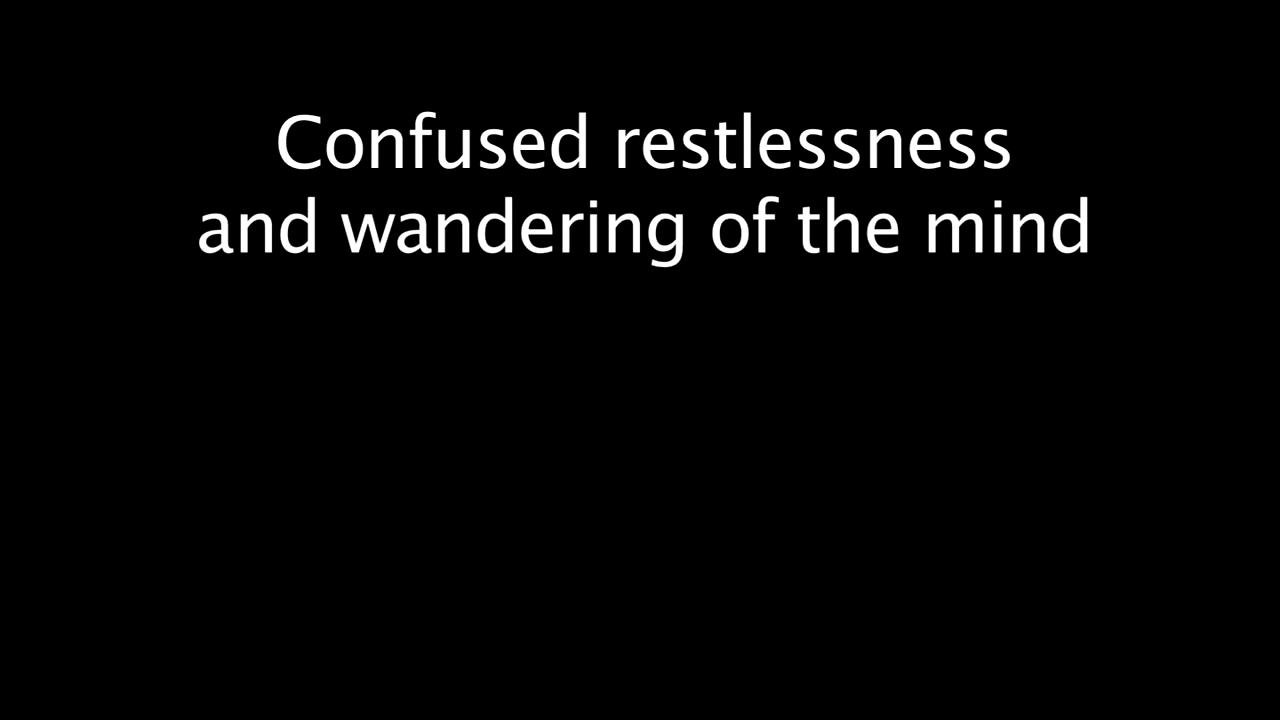 Confused restlessness
and wandering of the mind